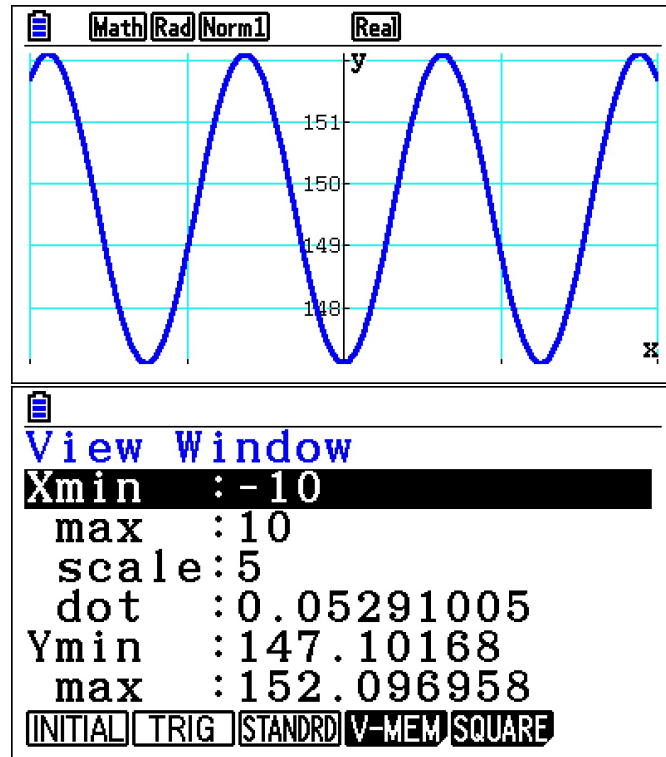 Math Rad Norm1 Real
y
151
150
149
148
x
View Window
Xmin :-10
max :10
scale:5
dot :0.05291005
Ymin :147.10168
max :152.096958
INITIAL TRIG STANDRD V-MEM SQUARE